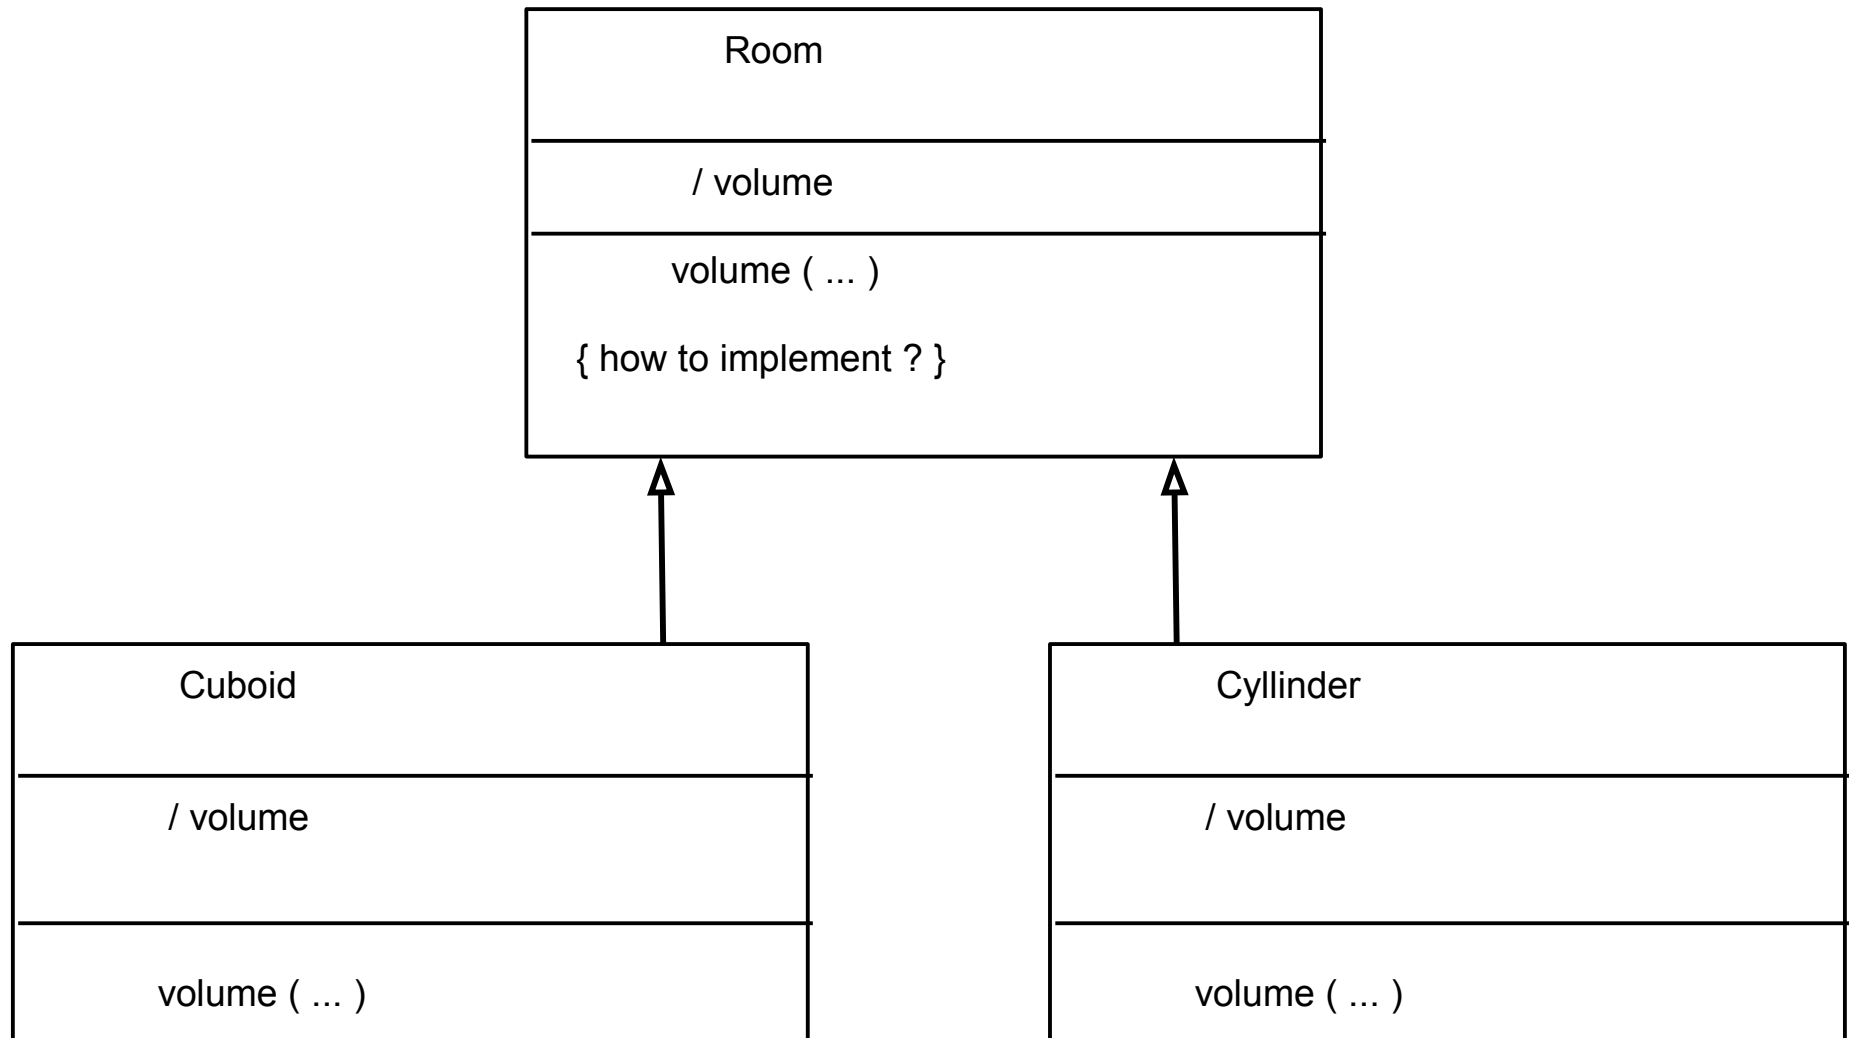 Room
/ volume
volume ( ... )
{ how to implement ? }
Cuboid
/ volume
volume ( ... )
Cyllinder
/ volume
volume ( ... )